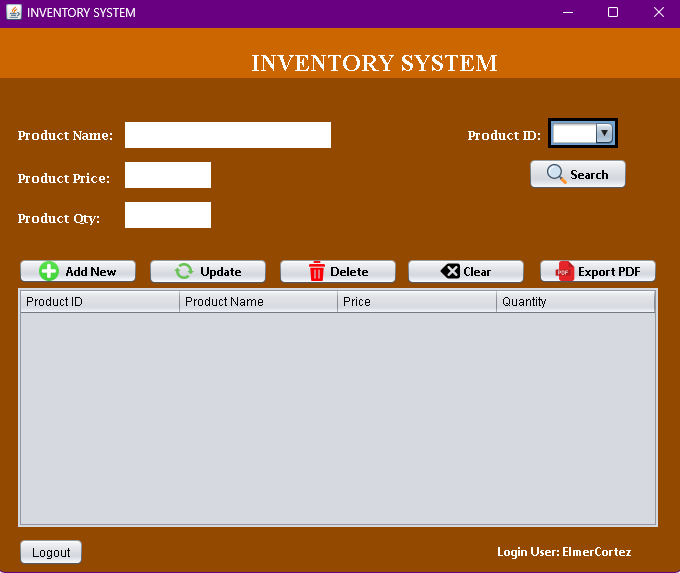 INVENTORY SYSTEM
INVENTORY SYSTEM
Product Name:
Product ID:
Product Price:
Search
Product Qty:
Add New
Update
Delete
Clear
PDF
Export PDF
Product ID
Product Name
Price
Quantity
Logout
Login User: ElmerCortez